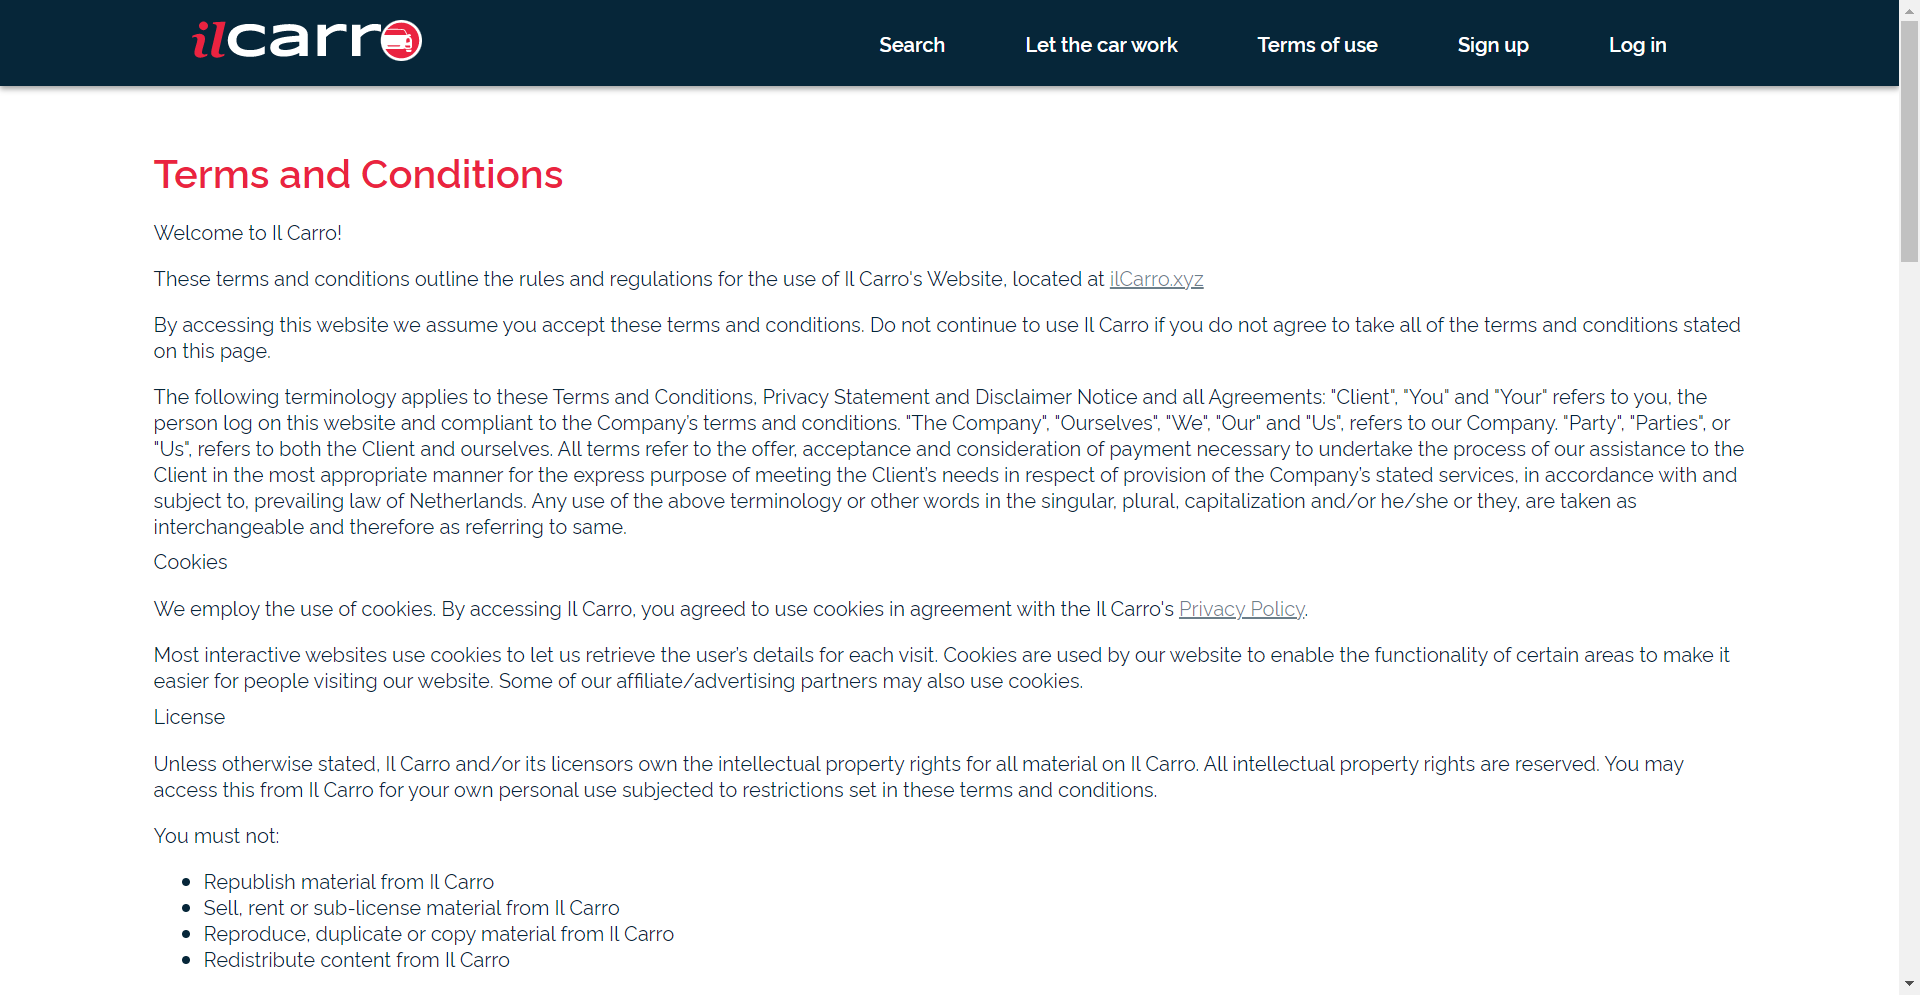 ilcarro
Search
Let the car work
Terms of use
Sign up
Log in
Terms and Conditions
Welcome to Il Carro!
These terms and conditions outline the rules and regulations for the use of Il Carro's Website, located at ilCarro.xyz
By accessing this website we assume you accept these terms and conditions. Do not continue to use Il Carro if you do not agree to take all of the terms and conditions stated
on this page.
The following terminology applies to these Terms and Conditions, Privacy Statement and Disclaimer Notice and all Agreements: "Client", "You" and "Your" refers to you, the
person log on this website and compliant to the Company’s terms and conditions. "The Company", "Ourselves", "We", "Our" and "Us", refers to our Company. "Party", "Parties", or
"Us", refers to both the Client and ourselves. All terms refer to the offer, acceptance and consideration of payment necessary to undertake the process of our assistance to the
Client in the most appropriate manner for the express purpose of meeting the Client’s needs in respect of provision of the Company’s stated services, in accordance with and
subject to, prevailing law of Netherlands. Any use of the above terminology or other words in the singular, plural, capitalization and/or he/she or they, are taken as
interchangeable and therefore as referring to same.
Cookies
We employ the use of cookies. By accessing Il Carro, you agreed to use cookies in agreement with the Il Carro's Privacy Policy.
Most interactive websites use cookies to let us retrieve the user’s details for each visit. Cookies are used by our website to enable the functionality of certain areas to make it
easier for people visiting our website. Some of our affiliate/advertising partners may also use cookies.
License
Unless otherwise stated, Il Carro and/or its licensors own the intellectual property rights for all material on Il Carro. All intellectual property rights are reserved. You may
access this from Il Carro for your own personal use subjected to restrictions set in these terms and conditions.
You must not:
• Republish material from Il Carro
• Sell, rent or sub-license material from Il Carro
• Reproduce, duplicate or copy material from Il Carro
• Redistribute content from Il Carro